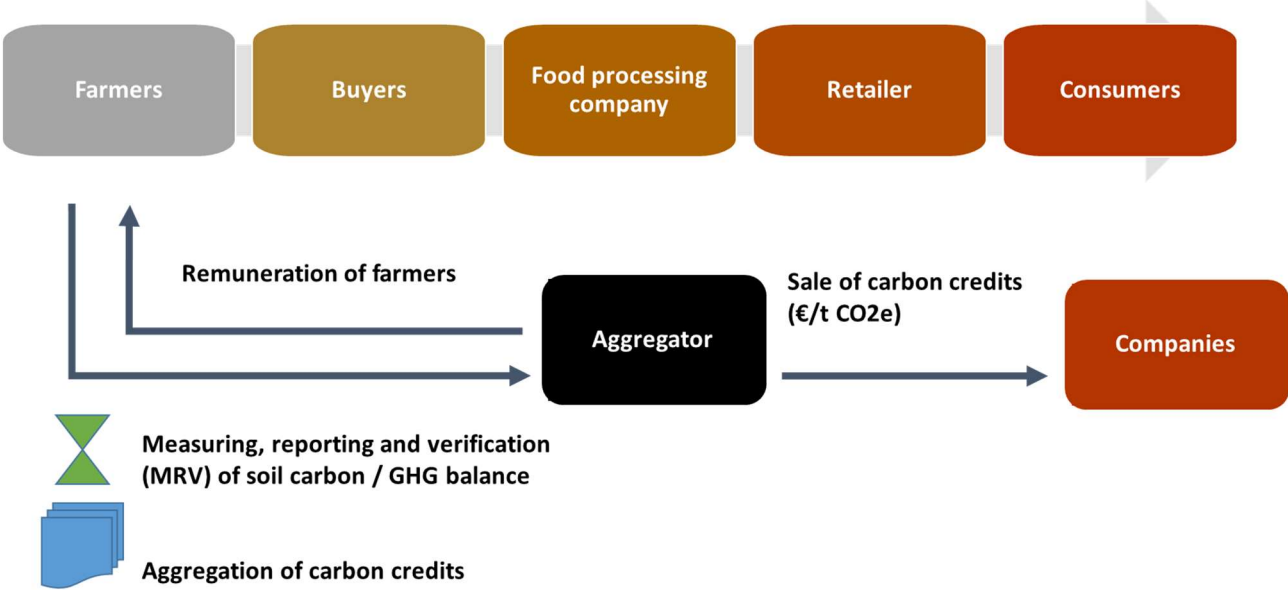 Farmers
Buyers
Food processing
company
Retailer
Consumers
Remuneration of farmers
Aggregator
Sale of carbon credits
(€/t CO2e)
Companies
Measuring, reporting and verification
(MRV) of soil carbon / GHG balance
Aggregation of carbon credits